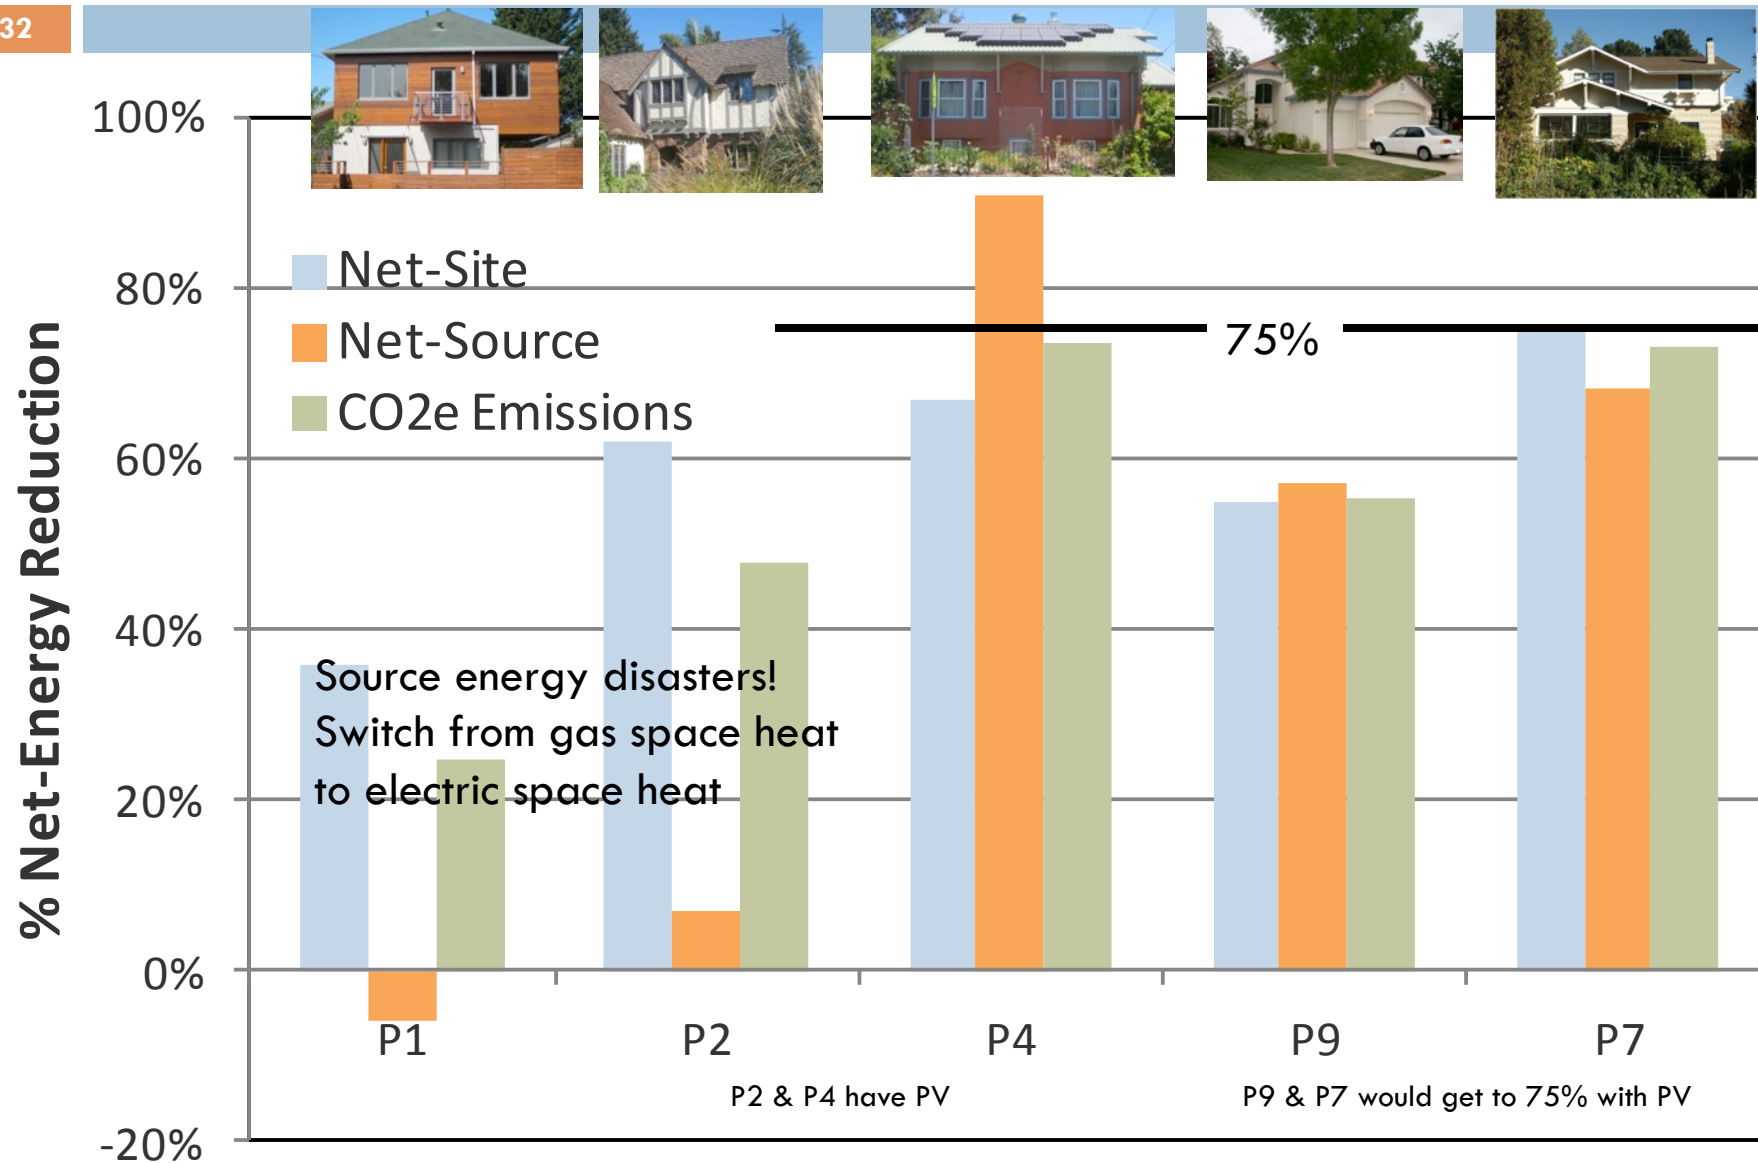 32
100%
80%
60%
40%
20%
0%
-20%
% Net-Energy Reduction
Net-Site
Net-Source
CO2e Emissions
75%
Source energy disasters!
Switch from gas space heat
to electric space heat
P1
P2
P4
P9
P7
P2 & P4 have PV
P9 & P7 would get to 75% with PV